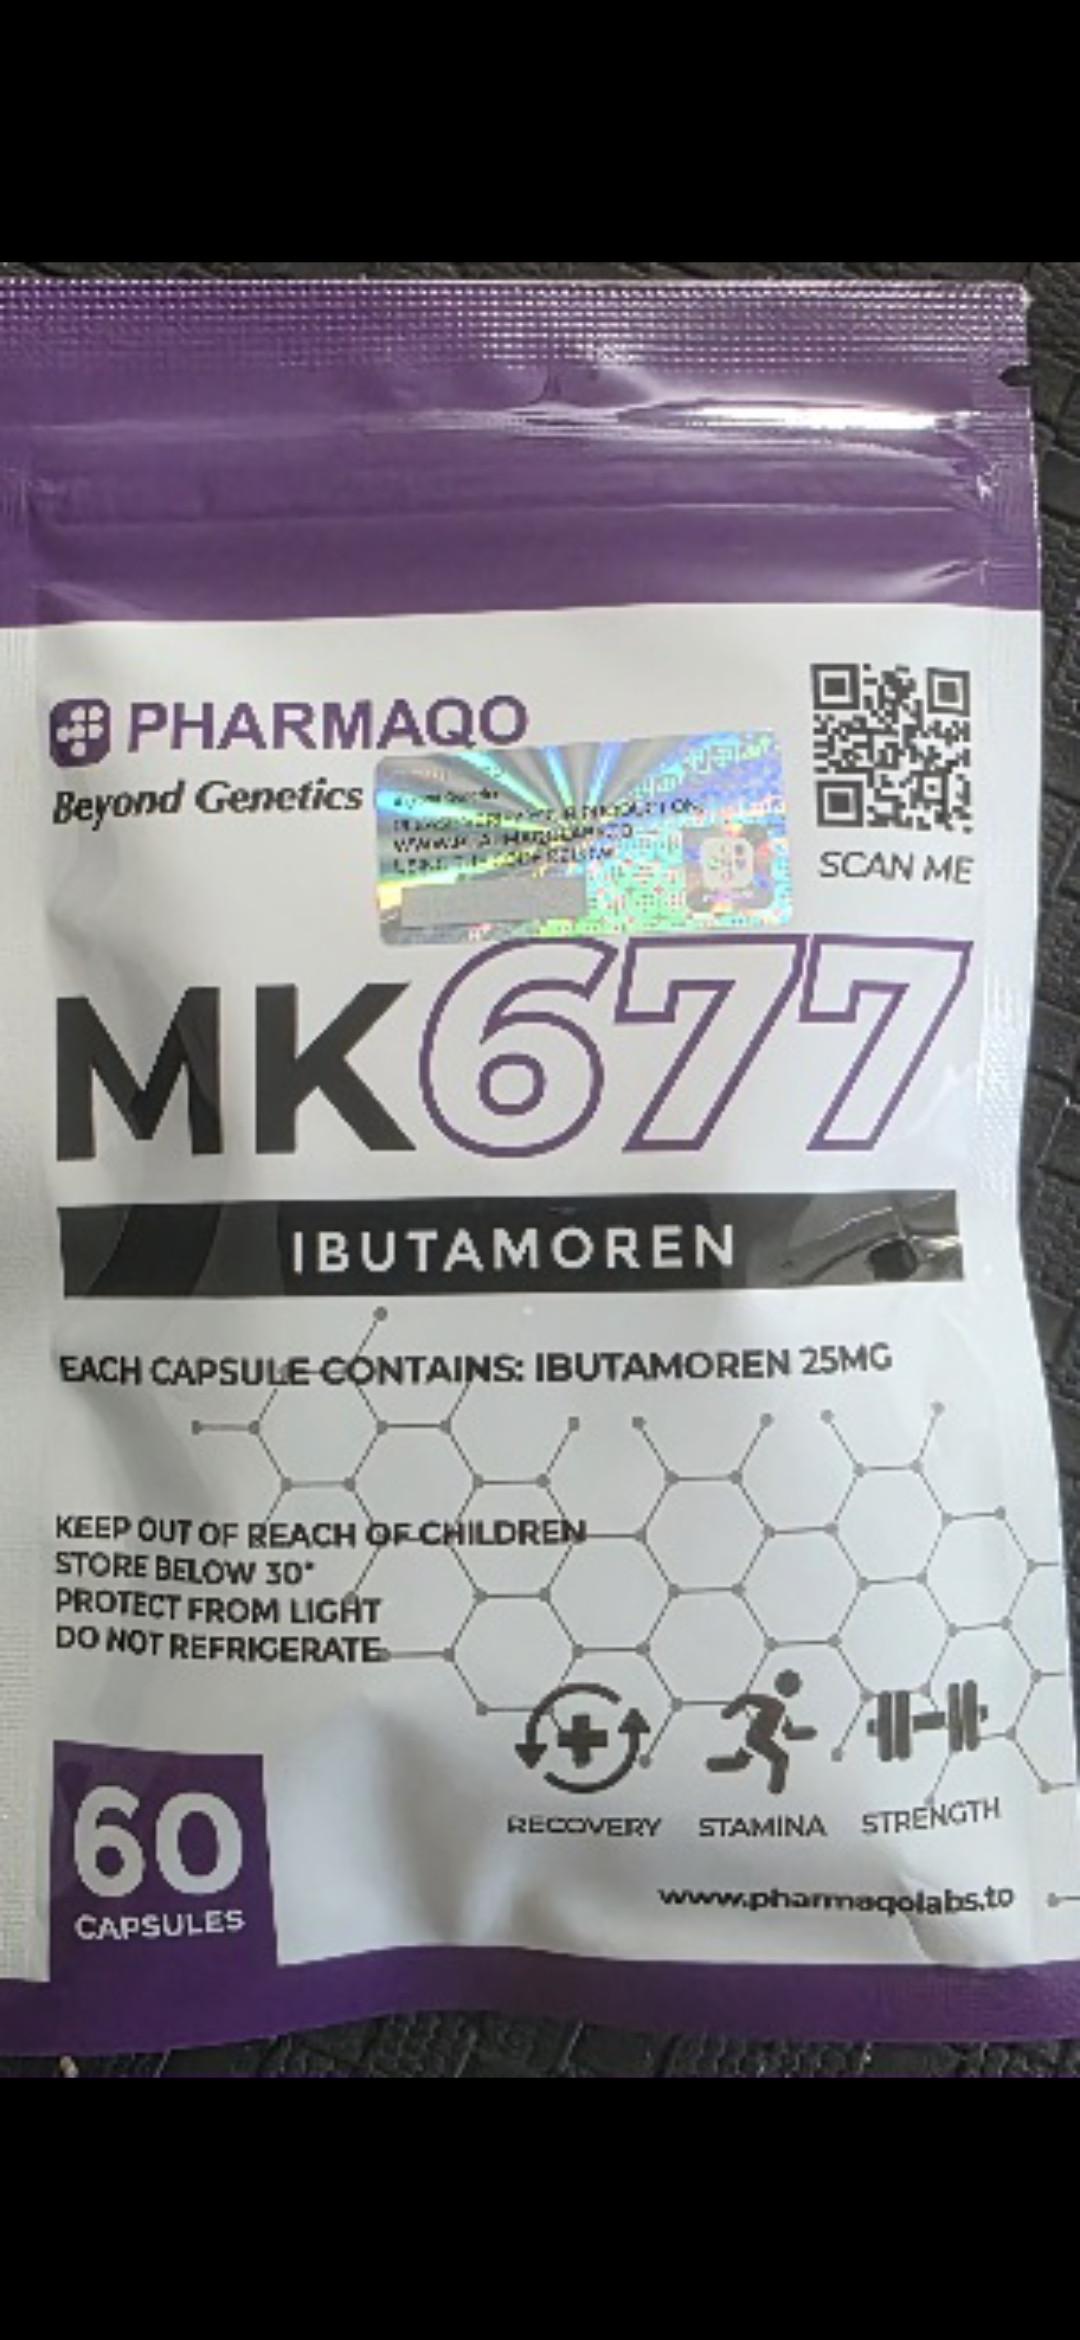 PHARMAQO
Beyond Genetics
SCAN ME
MK677
IBUTAMOREN
EACH CAPSULE CONTAINS: IBUTAMOREN 25MG
KEEP OUT OF REACH OF CHILDREN
STORE BELOW 30°
PROTECT FROM LIGHT
DO NOT REFRIGERATE
RECOVERY STAMINA STRENGTH
60
CAPSULES
www.pharmaqolabs.to